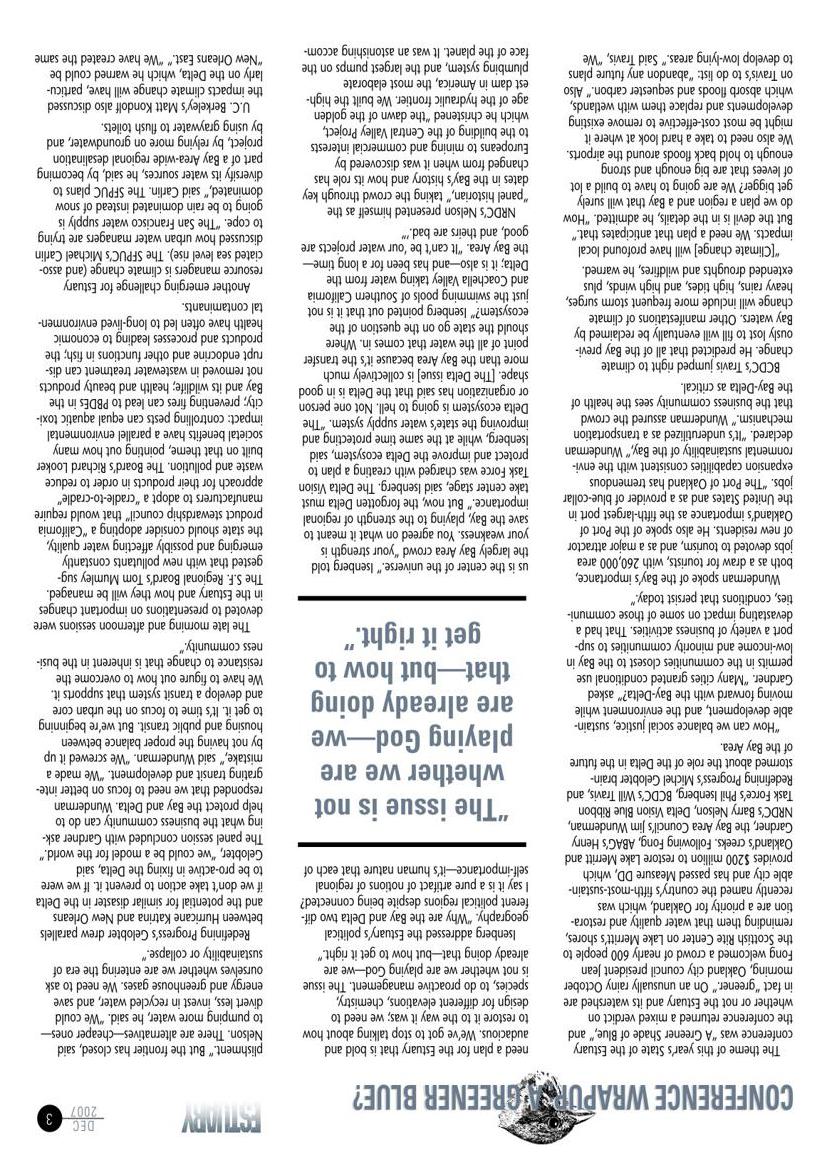 DEC
2007
3
ESTUARY
CONFERENCE WRAPUP: A GREENER BLUE?
The theme of this year's State of the Estuary
conference was "A Greener Shade of Blue," and
the conference returned a mixed verdict on
whether or not the Estuary and its watershed are
in fact "greener." On an unusually rainy October
morning, Oakland city council president Jean
Fong welcomed a crowd of nearly 600 people to
the Scottish Rite Center on Lake Merritt's shores,
reminding them that water quality and restora-
tion are a priority for Oakland, which was
recently named the country's fifth-most-sustain-
able city and has passed Measure DD, which
provides $200 million to restore Lake Merritt and
Oakland's creeks. Following Fong, ABAG's Henry
Gardner, the Bay Area Council's Jim Wunderman,
NRDC's Barry Nelson, Delta Vision Blue Ribbon
Task Force's Phil Isenberg, BCDC's Will Travis, and
Redefining Progress's Michel Gelobter brain-
stormed about the role of the Delta in the future
of the Bay Area.
"How can we balance social justice, sustain-
able development, and the environment while
moving forward with the Bay-Delta?" asked
Gardner. "Many cities granted conditional use
permits in the communities closest to the Bay in
low-income and minority communities to sup-
port a variety of business activities. That had a
devastating impact on some of those communi-
ties, conditions that persist today."
Wunderman spoke of the Bay's importance,
both as a draw for tourists, with 260,000 area
jobs devoted to tourism, and as a major attractor
of new residents. He also spoke of the Port of
Oakland's importance as the fifth-largest port in
the United States and as a provider of blue-collar
jobs. "The Port of Oakland has tremendous
expansion capabilities consistent with the envi-
ronmental sustainability of the Bay," Wunderman
declared. "It's underutilized as a transportation
mechanism." Wunderman assured the crowd
that the business community sees the health of
the Bay-Delta as critical.
BCDC's Travis jumped right to climate
change. He predicted that all of the Bay previ-
ously lost to fill will eventually be reclaimed by
Bay waters. Other manifestations of climate
change will include more frequent storm surges,
heavy rains, high tides, and high winds, plus
extended droughts and wildfires, he warned.
"[Climate change] will have profound local
impacts. We need a plan that anticipates that."
But the devil is in the details, he admitted. "How
do we plan a region and a Bay that will surely
get bigger? We are going to have to build a lot
of levees that are big enough and strong
enough to hold back floods around the airports.
We also need to take a hard look at where it
might be most cost-effective to remove existing
developments and replace them with wetlands,
which absorb floods and sequester carbon." Also
on Travis's to do list: "abandon any future plans
to develop low-lying areas." Said Travis, "We
need a plan for the Estuary that is bold and
audacious. We've got to stop talking about how
to restore it to the way it was; we need to
design for different elevations, chemistry,
species, to do proactive management. The issue
is not whether we are playing God—we are
already doing that—but how to get it right."
Isenberg addressed the Estuary's political
geography. "Why are the Bay and Delta two dif-
ferent political regions despite being connected?
I say it is a pure artifact of notions of regional
self-importance—it's human nature that each of
"The issue is not
whether we are
playing God—we
are already doing
that—but how to
get it right."
us is the center of the universe." Isenberg told
the largely Bay Area crowd "your strength is
your weakness. You agreed on what it meant to
save the Bay, playing to the strength of regional
importance." But now, the forgotten Delta must
take center stage, said Isenberg. The Delta Vision
Task Force was charged with creating a plan to
protect and improve the Delta ecosystem, said
Isenberg, while at the same time protecting and
improving the state's water supply system. "The
Delta ecosystem is going to hell. Not one person
or organization has said that the Delta is in good
shape. [The Delta issue] is collectively much
more than the Bay Area because it's the transfer
point of all the water that comes in. Where
should the state go on the question of the
ecosystem?" Isenberg pointed out that it is not
just the swimming pools of Southern California
and Coachella Valley taking water from the
Delta; it is also—and has been for a long time—
the Bay Area. "It can't be 'our water projects are
good, and theirs are bad."
NRDC's Nelson presented himself as the
"panel historian," taking the crowd through key
dates in the Bay's history and how its role has
changed from when it was discovered by
Europeans to mining and commercial interests
to the building of the Central Valley Project,
which he christened "the dawn of the golden
age of the hydraulic frontier. We built the high-
est dam in America, the most elaborate
plumbing system, and the largest pumps on the
face of the planet. It was an astonishing accom-
plishment." But the frontier has closed, said
Nelson. There are alternatives—cheaper ones—
to pumping more water, he said. "We could
divert less, invest in recycled water, and save
energy and greenhouse gases. We need to ask
ourselves whether we are entering the era of
sustainability or collapse."
Redefining Progress's Gelobter drew parallels
between Hurricane Katrina and New Orleans
and the potential for similar disaster in the Delta
if we don't take action to prevent it. If we were
to be pro-active in fixing the Delta, said
Gelobter, "we could be a model for the world."
The panel session concluded with Gardner ask-
ing what the business community can do to
help protect the Bay and Delta. Wunderman
responded that we need to focus on better inte-
grating transit and development. "We made a
mistake," said Wunderman. "We screwed it up
by not having the proper balance between
housing and public transit. But we're beginning
to get it. It's time to focus on the urban core
and develop a transit system that supports it.
We have to figure out how to overcome the
resistance to change that is inherent in the busi-
ness community."
The late morning and afternoon sessions were
devoted to presentations on important changes
in the Estuary and how they will be managed.
The S.F. Regional Board's Tom Mumley sug-
gested that with new pollutants constantly
emerging and possibly affecting water quality,
the state should consider adopting a "California
product stewardship council" that would require
manufacturers to adopt a "cradle-to-cradle"
approach for their products in order to reduce
waste and pollution. The Board's Richard Looker
built on that theme, pointing out how many
societal benefits have a parallel environmental
impact: controlling pests can equal aquatic toxi-
city; preventing fires can lead to PBDEs in the
Bay and its wildlife; health and beauty products
not removed in wastewater treatment can dis-
rupt endocrine and other functions in fish; the
products and processes leading to economic
health have often led to long-lived environmen-
tal contaminants.
Another emerging challenge for Estuary
resource managers is climate change (and asso-
ciated sea level rise). The SFPUC's Michael Carlin
discussed how urban water managers are trying
to cope. "The San Francisco water supply is
going to be rain dominated instead of snow
dominated," said Carlin. The SFPUC plans to
diversify its water sources, he said, by becoming
part of a Bay Area-wide regional desalination
project, by relying more on groundwater, and
by using graywater to flush toilets.
U.C. Berkeley's Matt Kondolf also discussed
the impacts climate change will have, particu-
larly on the Delta, which he warned could be
"New Orleans East." "We have created the same